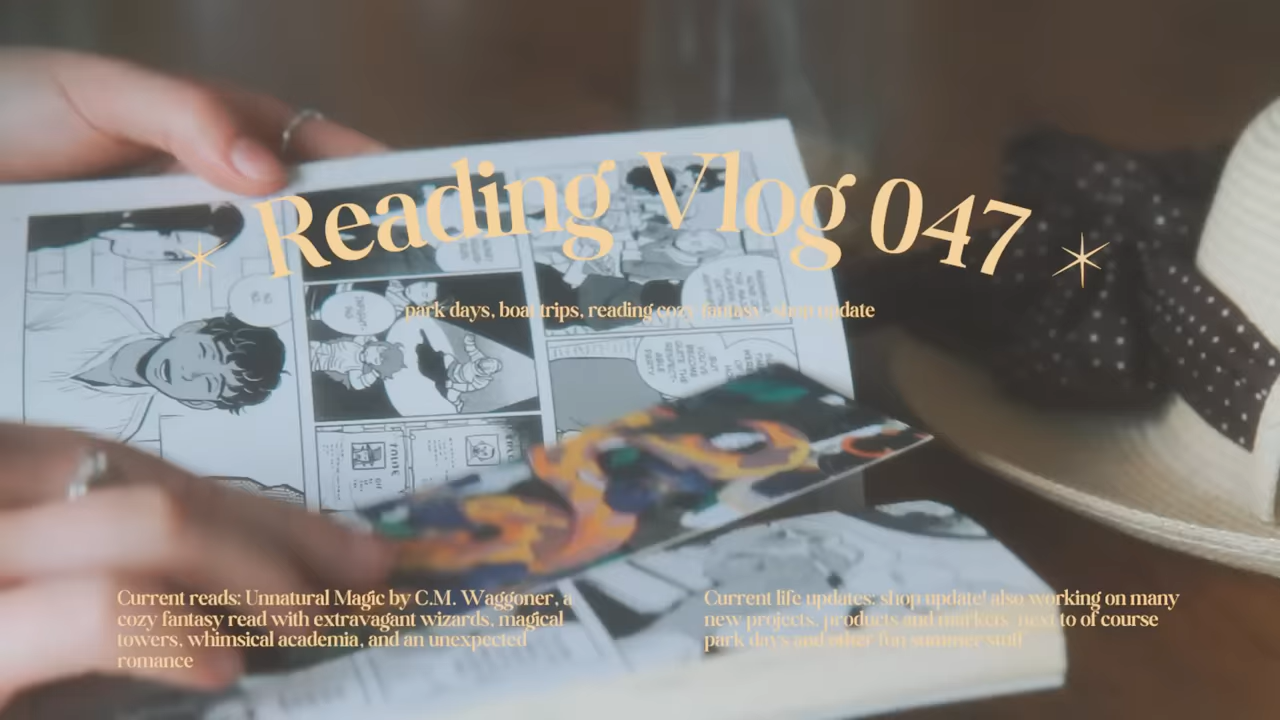 Reading Vlog 047
park days, boat trips, reading cozy fantasy, shop update
Current reads: Unnatural Magic by C.M. Waggoner, a
cozy fantasy read with extravagant wizards, magical
towers, whimsical academia, and an unexpected
romance
Current life updates: shop update! also working on many
new projects, products and markets, next to of course
park days and other fun summer stuff